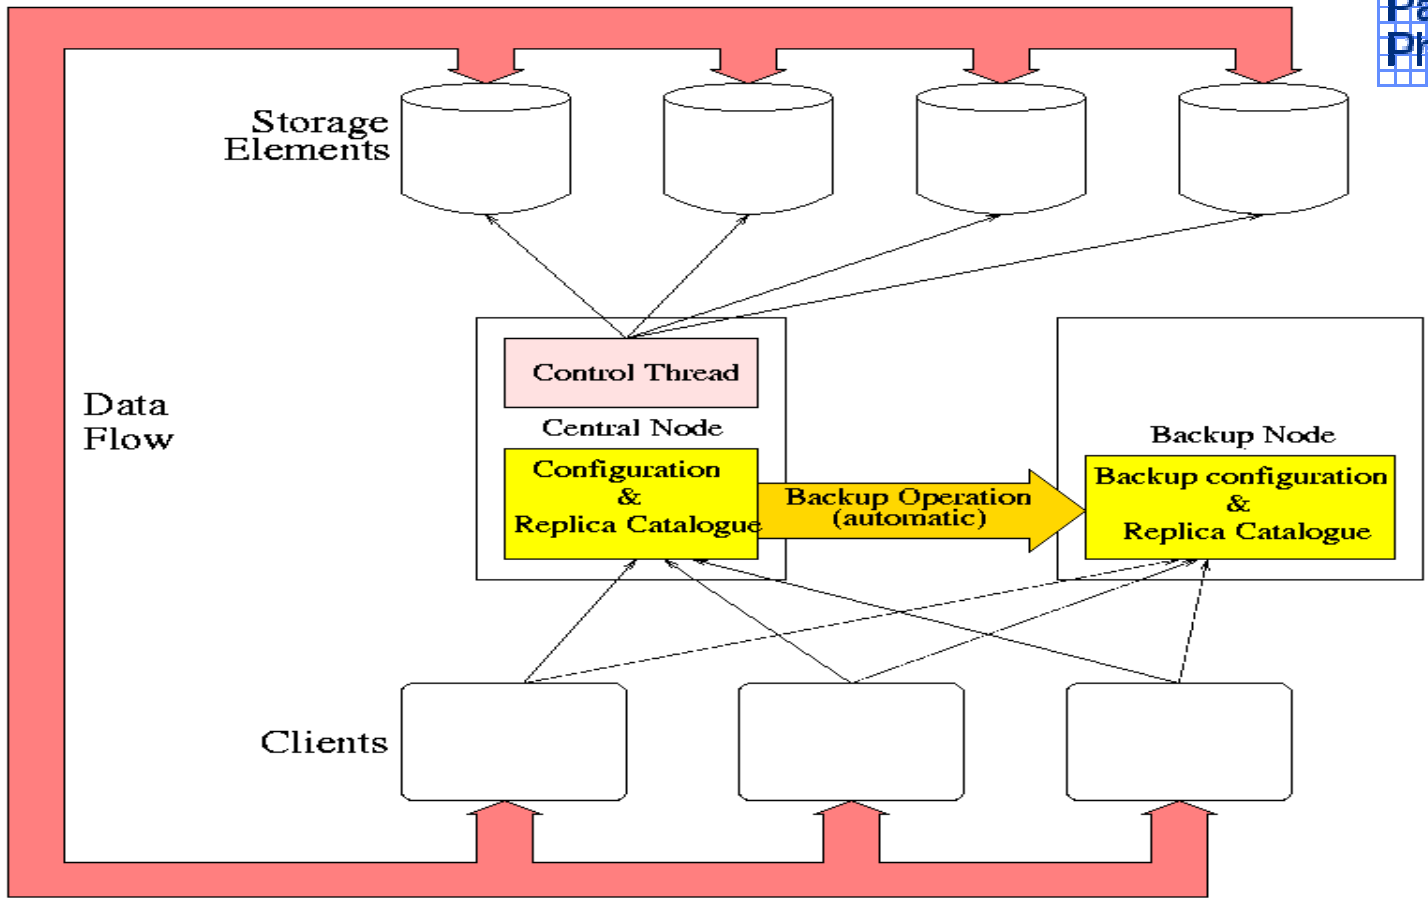 Storage
Elements
Control Thread
Central Node
Configuration
&
Replica Catalogue
Data
Flow
Backup Operation
(automatic)
Backup Node
Backup configuration
&
Replica Catalogue
Clients